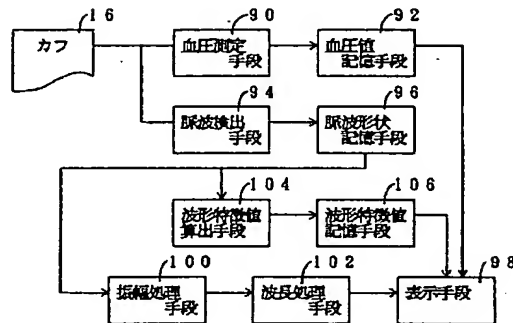 16
カフ
90
血圧測定
手段
92
血圧値
記憶手段
94
脈波検出
手段
96
脈波形状
記憶手段
104
波形特徴値
算出手段
106
波形特徴値
記憶手段
100
振幅処理
手段
102
波長処理
手段
98
表示手段